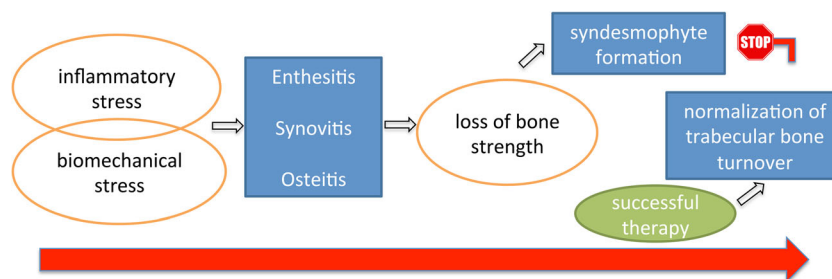 inflammatory
stress
biomechanical
stress
Enthesitis
Synovitis
Osteitis
loss of bone
strength
syndesmophyte
formation
STOP
normalization of
trabecular bone
turnover
successful
therapy